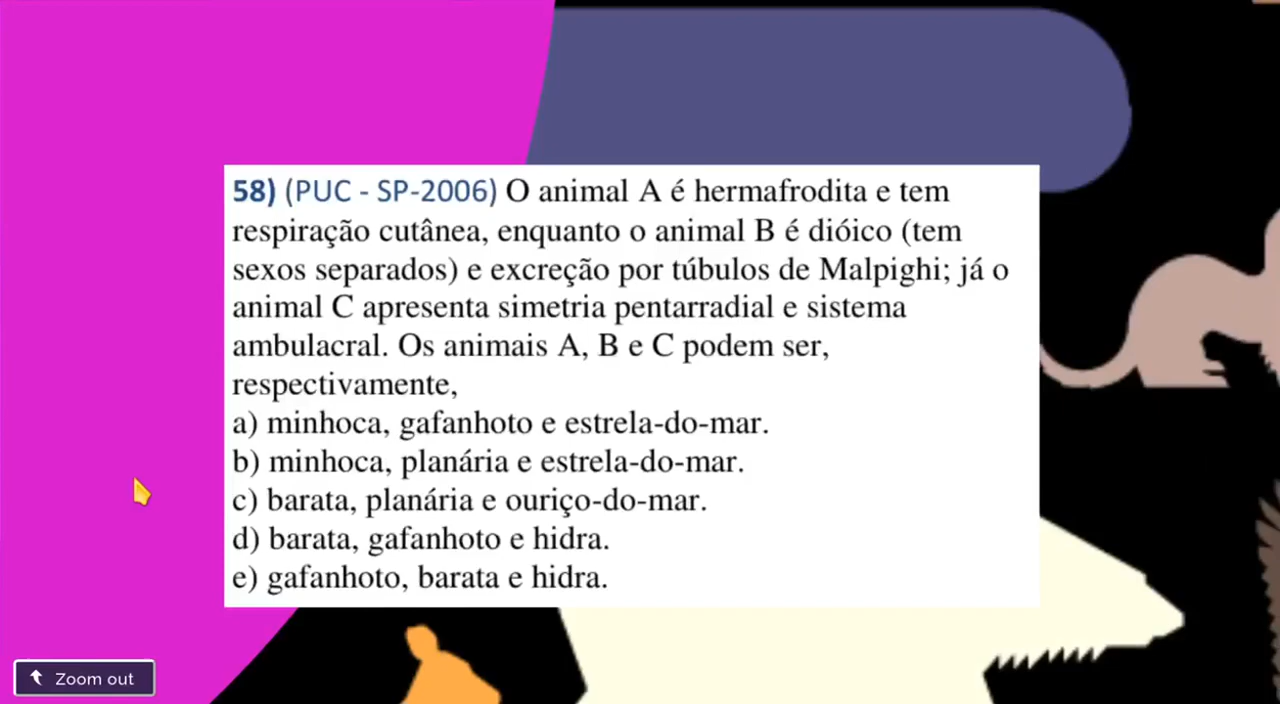 58) (PUC - SP-2006) O animal A é hermafrodita e tem
respiração cutânea, enquanto o animal B é dióico (tem
sexos separados) e excreção por túbulos de Malpighi; já o
animal C apresenta simetria pentarradial e sistema
ambulacral. Os animais A, B e C podem ser,
respectivamente,
a) minhoca, gafanhoto e estrela-do-mar.
b) minhoca, planária e estrela-do-mar.
c) barata, planária e ouriço-do-mar.
d) barata, gafanhoto e hidra.
e) gafanhoto, barata e hidra.
Zoom out